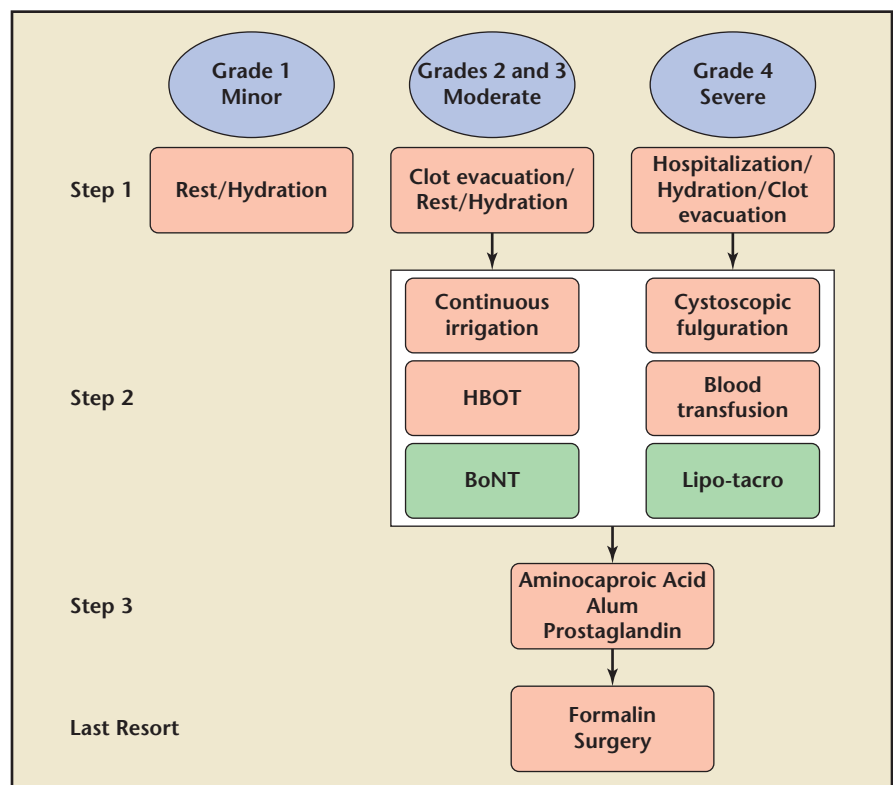 Grade 1
Minor
Grades 2 and 3
Moderate
Grade 4
Severe
Step 1
Rest/Hydration
Clot evacuation/
Rest/Hydration
Hospitalization/
Hydration/Clot
evacuation
Step 2
Continuous
irrigation
Cystoscopic
fulguration
HBOT
Blood
transfusion
BoNT
Lipo-tacro
Step 3
Aminocaproic Acid
Alum
Prostaglandin
Last Resort
Formalin
Surgery